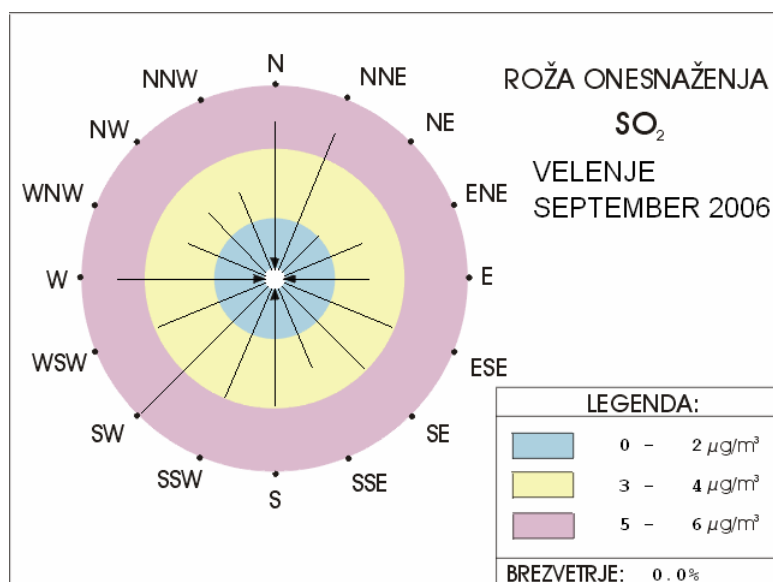 ROŽA ONESNAŽENJA
SO₂
VELENJE
SEPTEMBER 2006
N
NNE
NE
ENE
E
ESE
SE
SSE
S
SSW
SW
WSW
W
WNW
NW
NNW
LEGENDA:
0 – 2 µg/m³
3 – 4 µg/m³
5 – 6 µg/m³
BREZVETRJE: 0.0%